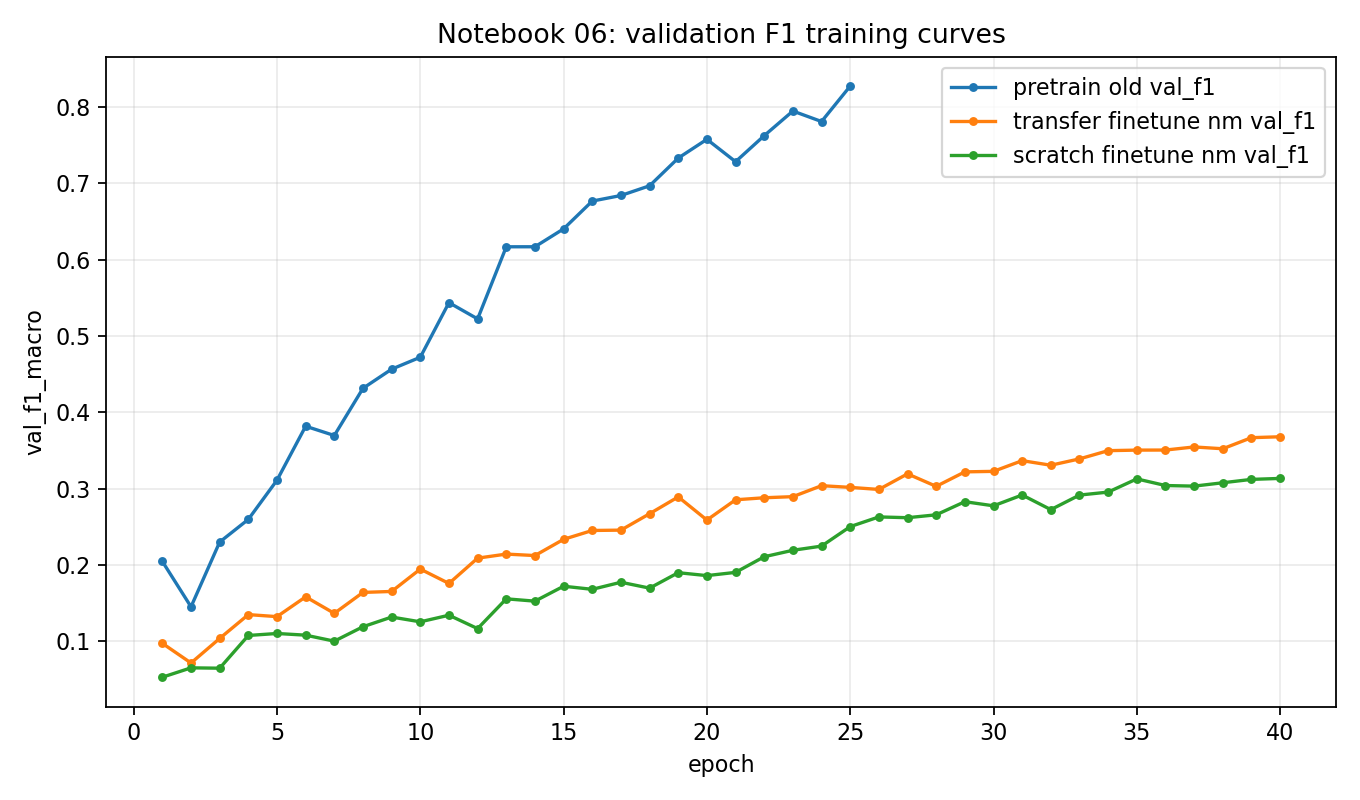 Notebook 06: validation F1 training curves
pretrain old val_f1
transfer finetune nm val_f1
scratch finetune nm val_f1
val_f1_macro
0.8
0.7
0.6
0.5
0.4
0.3
0.2
0.1
0 5 10 15 20 25 30 35 40
epoch